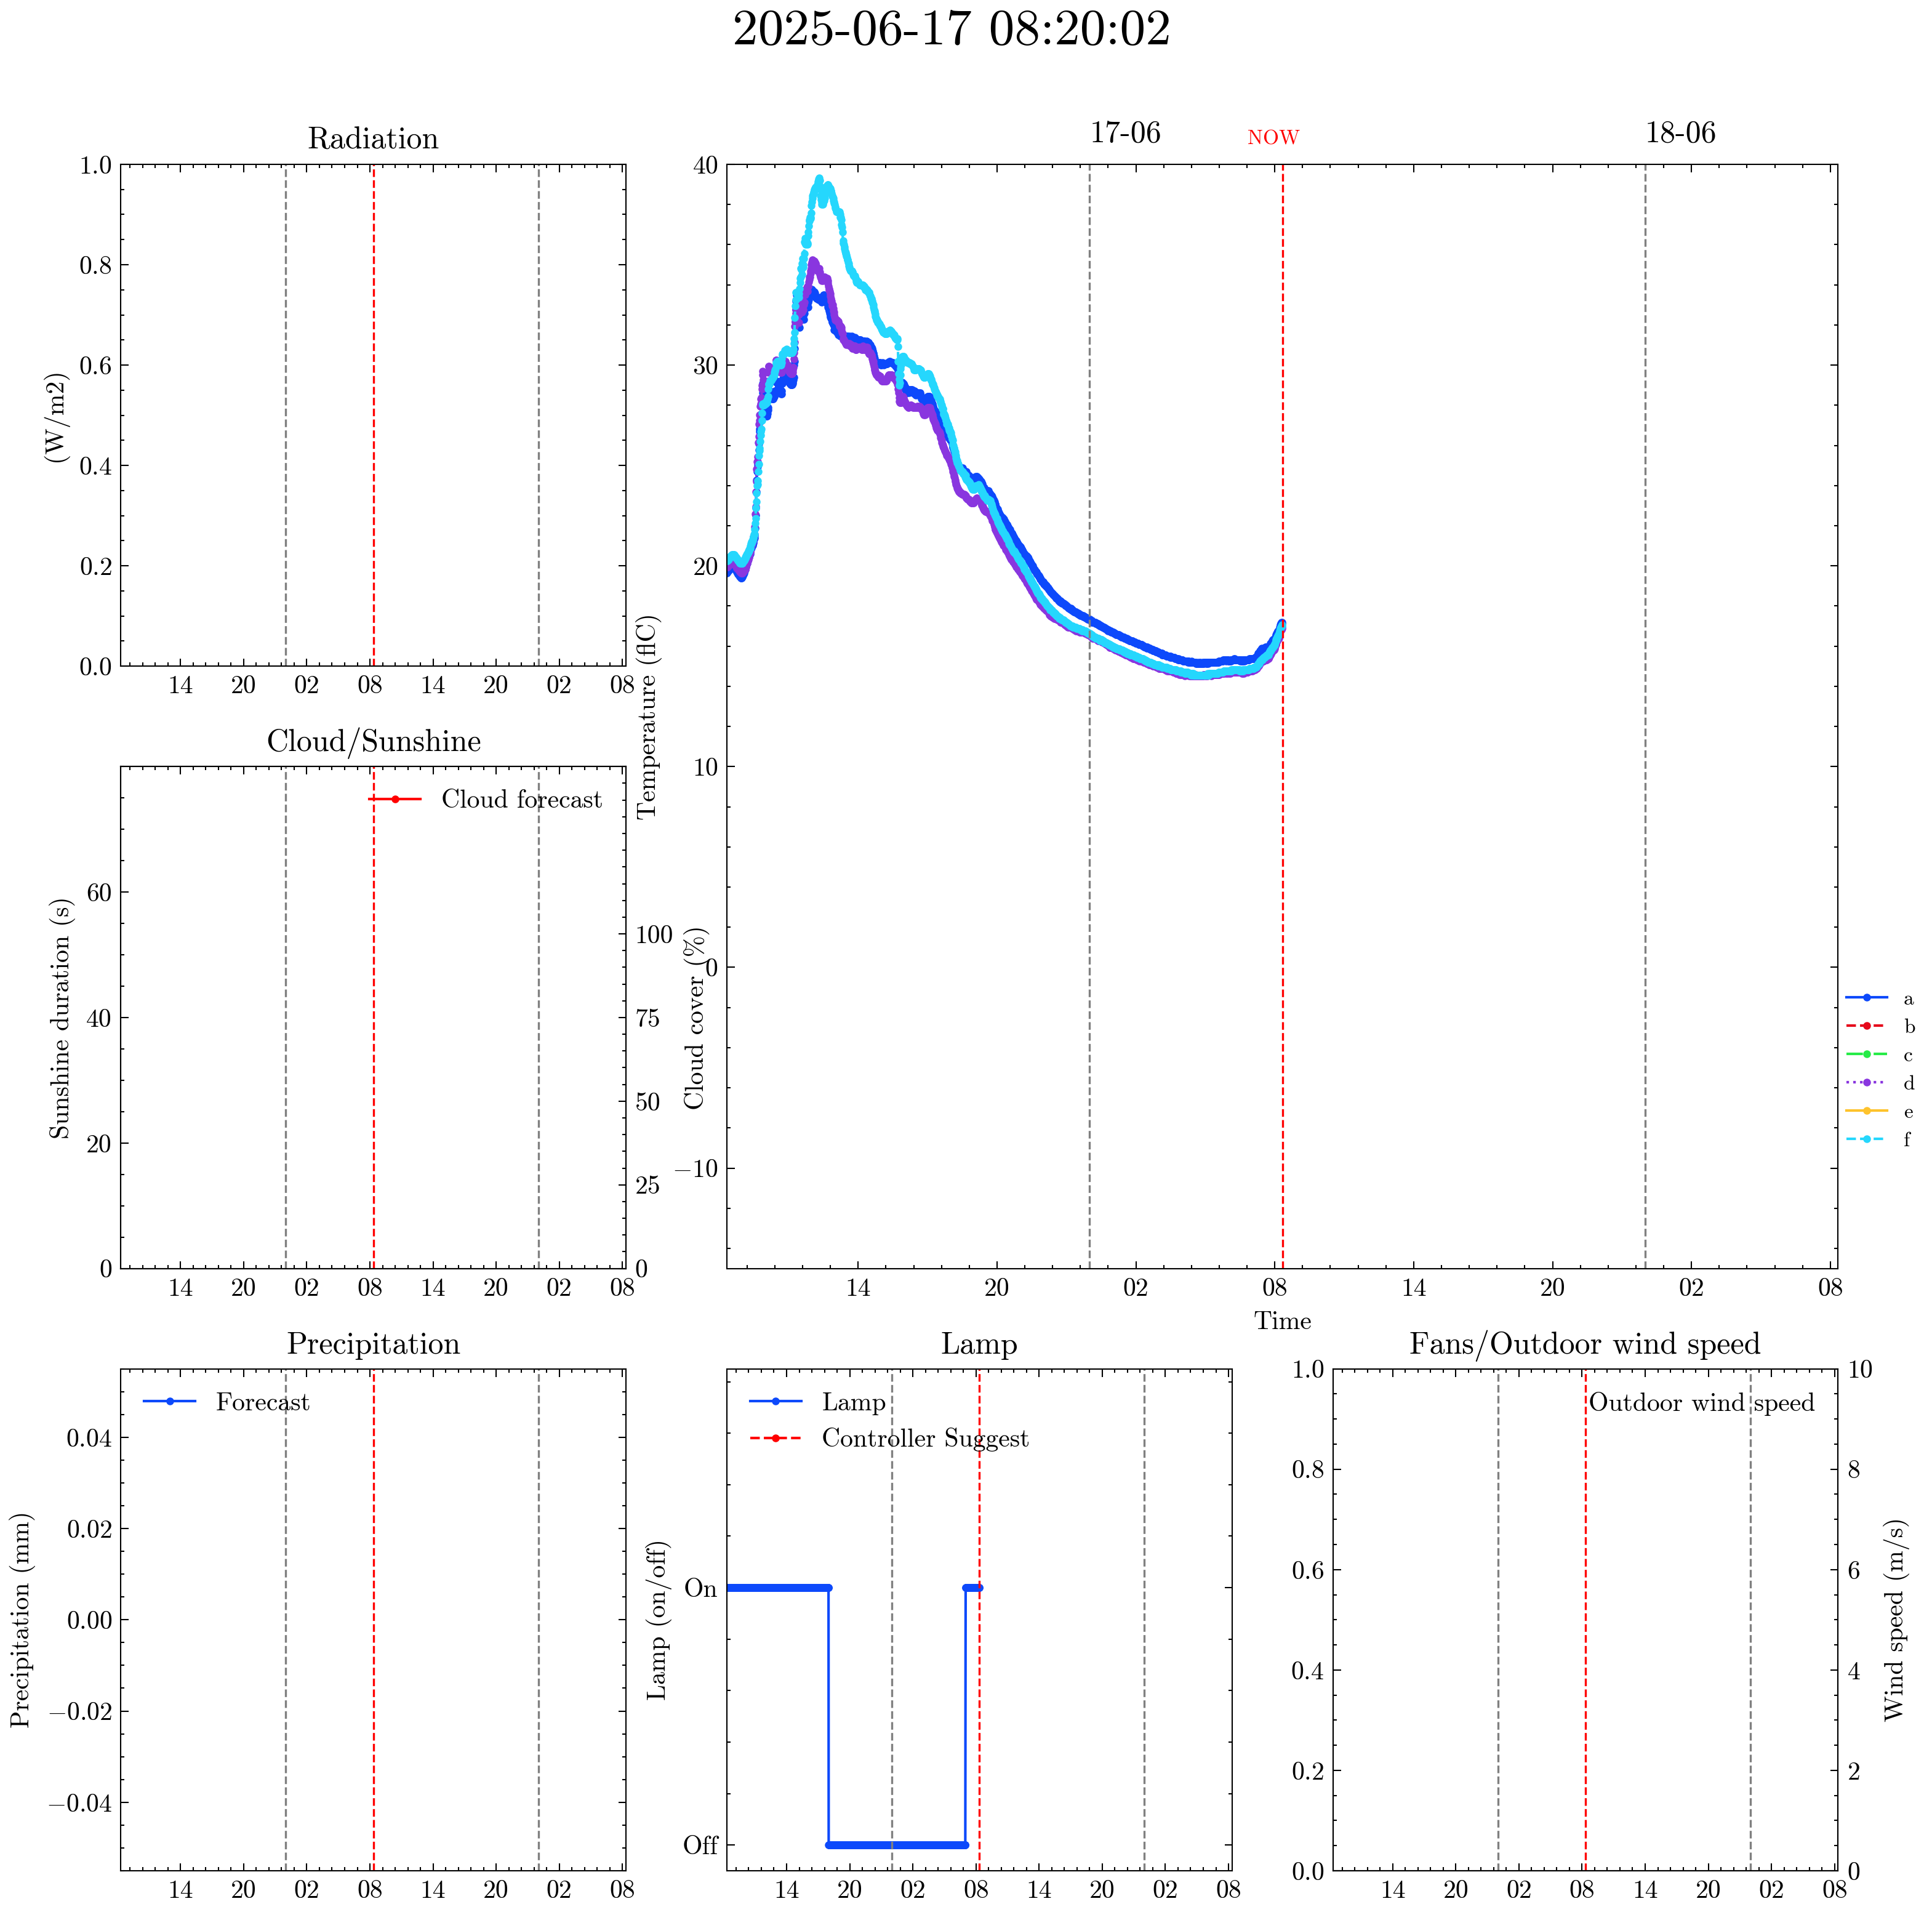 2025-06-17 08:20:02
Radiation
1.0
0.8
0.6
0.4
0.2
0.0
(W/m2)
14 20 02 08 14 20 02 08
17-06 NOW 18-06
40
30
20
10
0
−10
Temperature (flC)
14 20 02 08 14 20 02 08
Time
a
b
c
d
e
f
Cloud/Sunshine
Cloud forecast
60
40
20
0
Sunshine duration (s)
100
75
50
25
0
Cloud cover (%)
14 20 02 08 14 20 02 08
Precipitation
Forecast
0.04
0.02
0.00
−0.02
−0.04
Precipitation (mm)
14 20 02 08 14 20 02 08
Lamp
Lamp
Controller Suggest
On
Off
Lamp (on/off)
14 20 02 08 14 20 02 08
Fans/Outdoor wind speed
Outdoor wind speed
1.0
0.8
0.6
0.4
0.2
0.0
10
8
6
4
2
0
Wind speed (m/s)
14 20 02 08 14 20 02 08